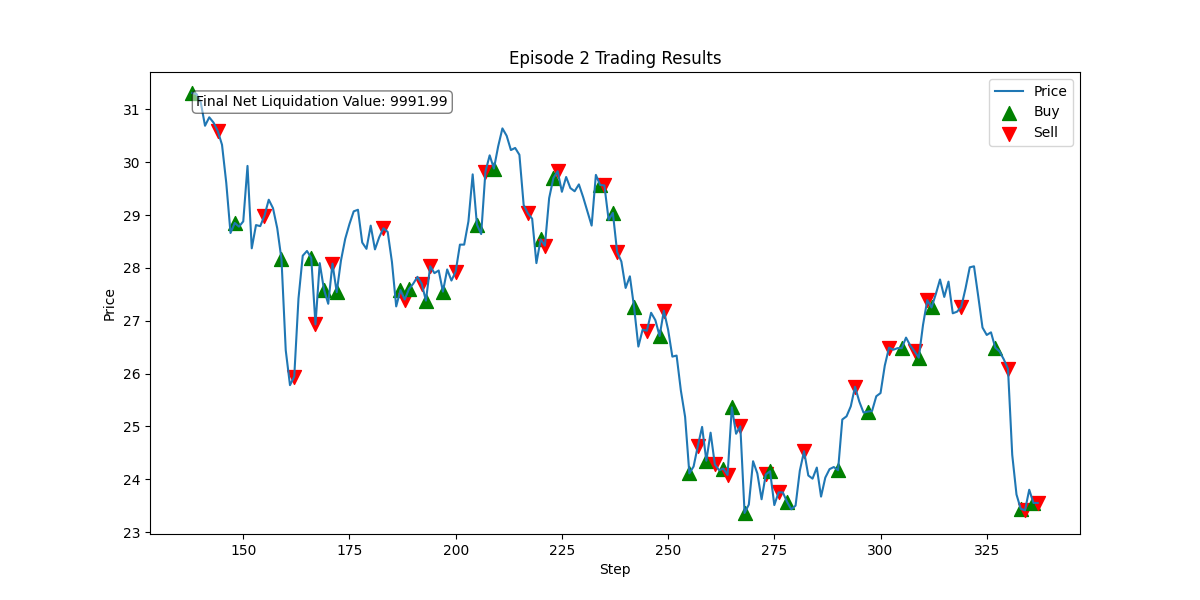 Episode 2 Trading Results
Final Net Liquidation Value: 9991.99
Price
Buy
Sell
31
30
29
28
27
26
25
24
23
Price
150
175
200
225
250
275
300
325
Step